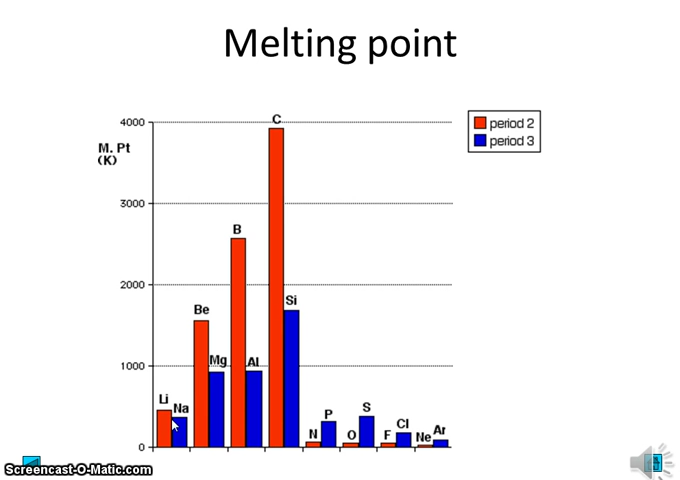 Melting point
4000
3000
2000
1000
0
M. Pt
(K)
period 2
period 3
Li
Na
Be
Mg
B
Al
C
Si
N
P
O
S
F
Cl
Ne
Ar
Screencast-O-Matic.com